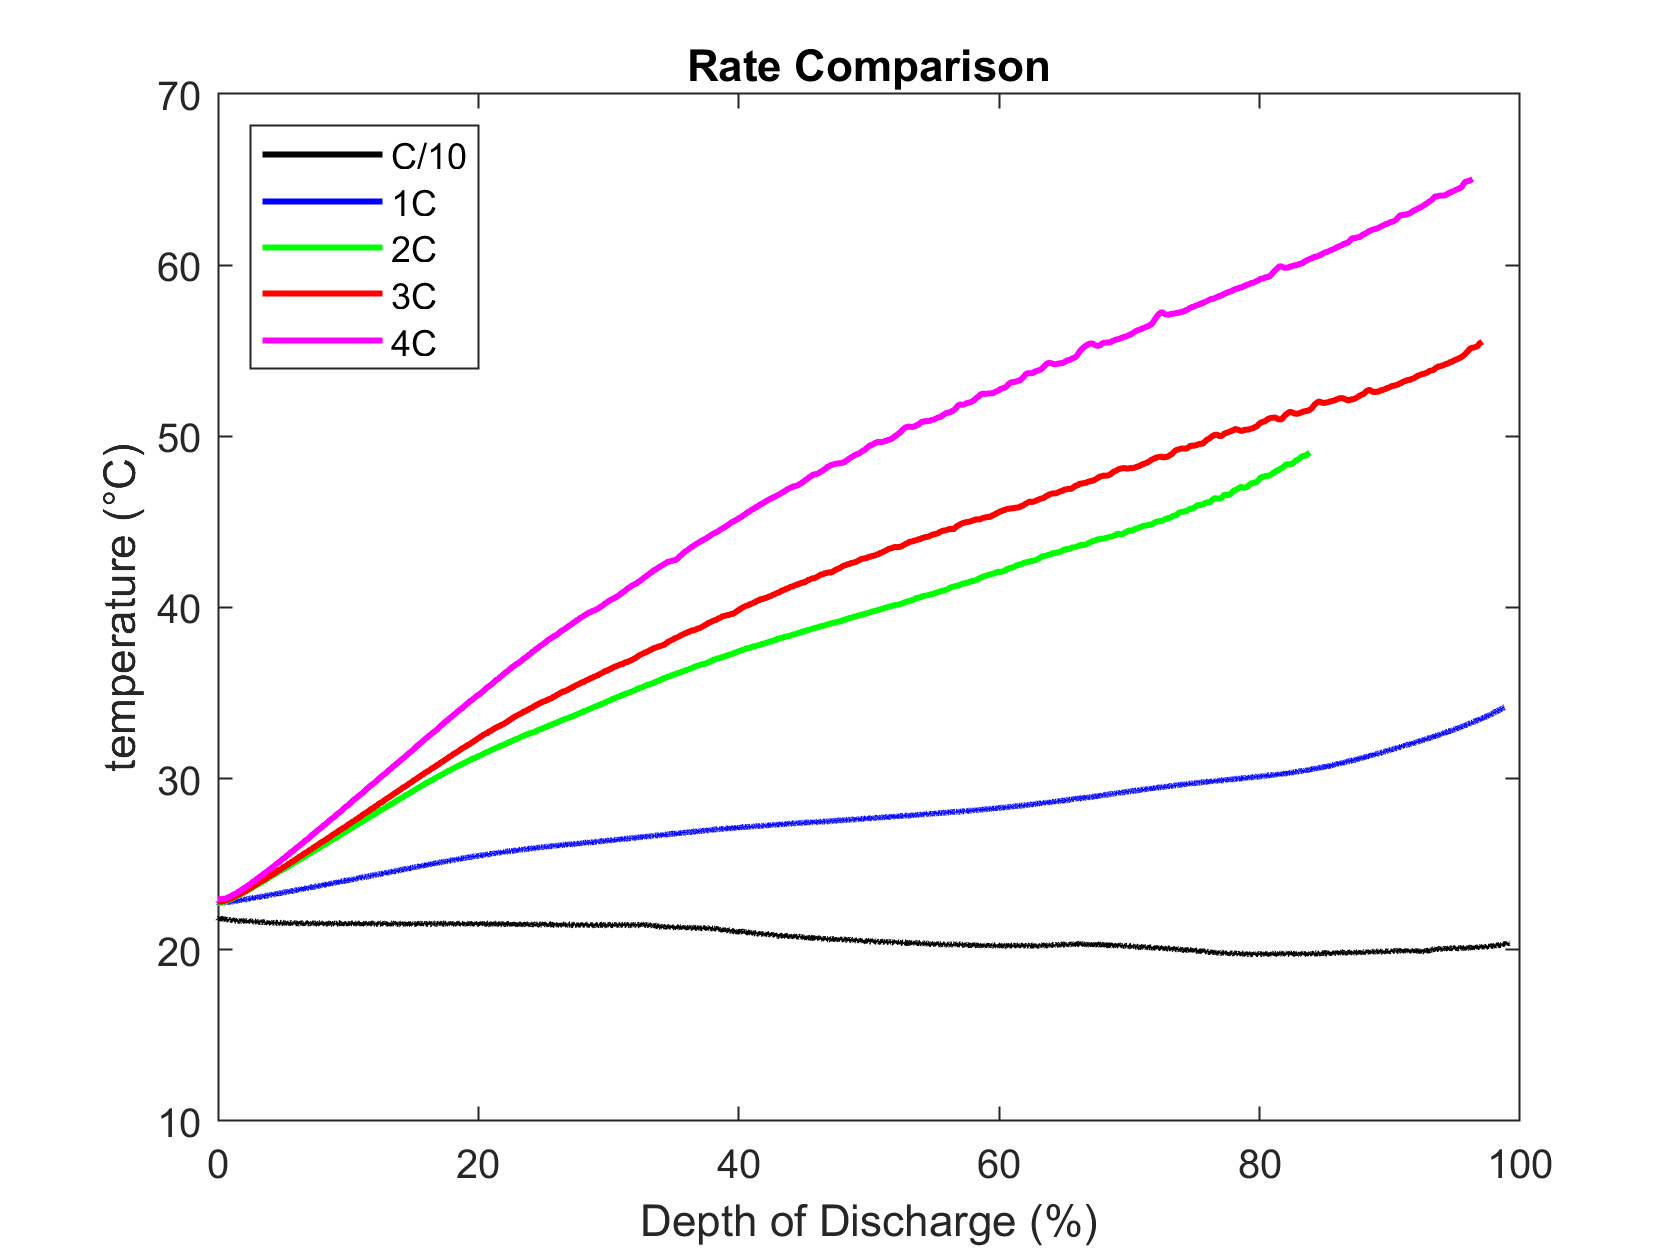 Rate Comparison
70
60
50
40
30
20
10
temperature (°C)
C/10
1C
2C
3C
4C
0 20 40 60 80 100
Depth of Discharge (%)